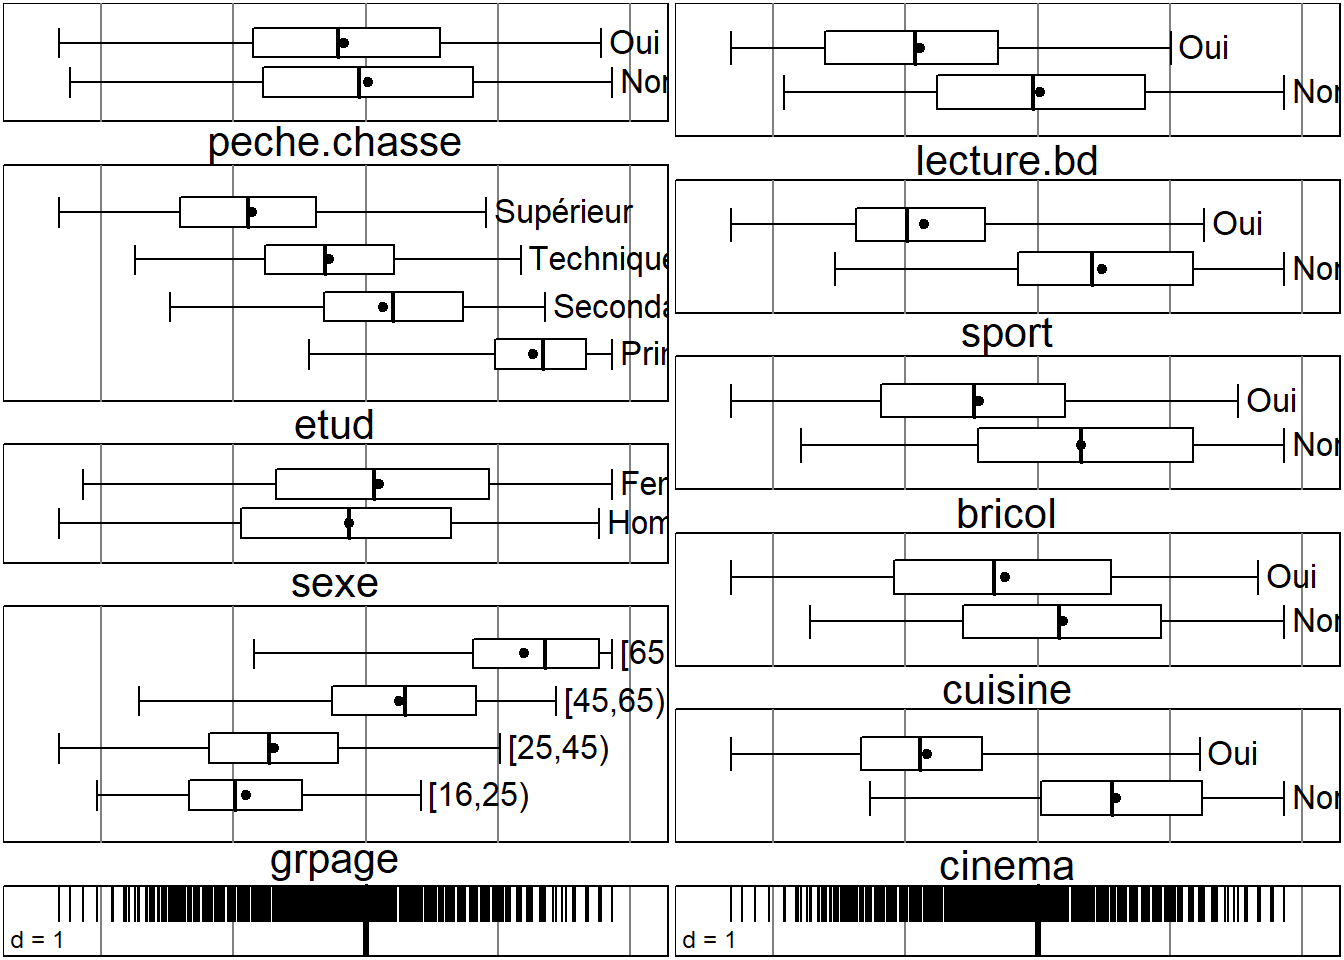 Oui
Non
peche.chasse
Supérieur
Technique
Seconda
Prim
etud
Fem
Hom
sexe
[65
[45,65)
[25,45)
[16,25)
grpage
d = 1
Oui
Non
lecture.bd
Oui
Non
sport
Oui
Non
bricol
Oui
Non
cuisine
Oui
Non
cinema
d = 1